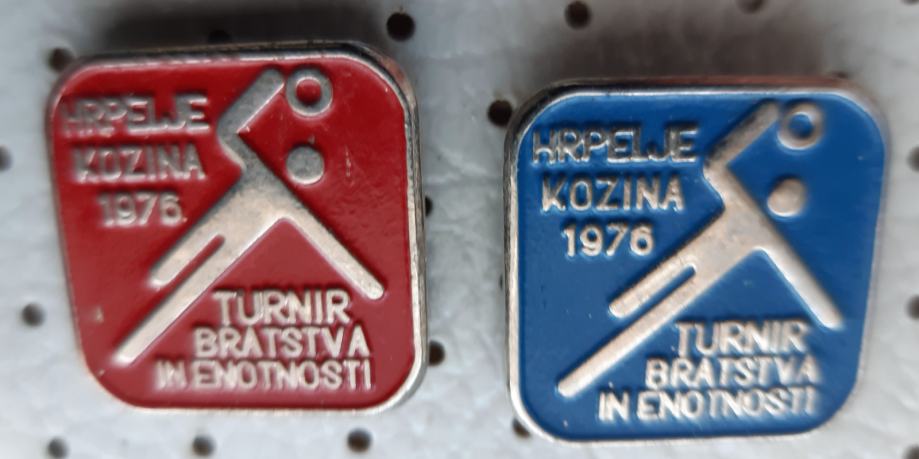 HRPELJE
KOZINA
1976
TURNIR
BRATSTVA
IN ENOTNOSTI
HRPELJE
KOZINA
1976
TURNIR
BRATSTVA
IN ENOTNOSTI